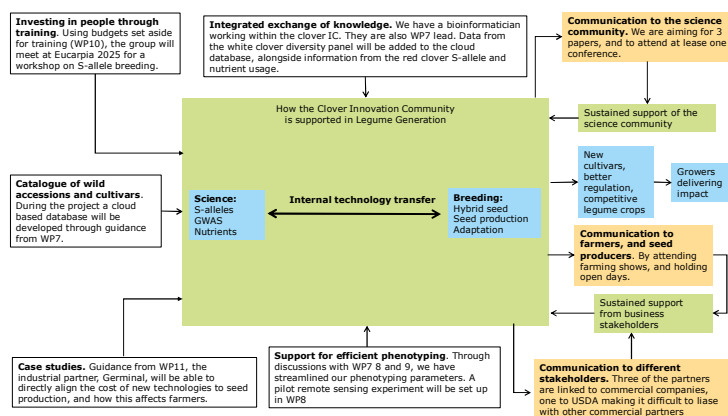 Investing in people through
training. Using budgets set aside
for training (WP10), the group will
meet at Eucarpia 2025 for a
workshop on S-allele breeding.
Integrated exchange of knowledge. We have a bioinformatician
working within the clover IC. They are also WP7 lead. Data from
the white clover diversity panel will be added to the cloud
database, alongside information from the red clover S-allele and
nutrient usage.
Communication to the science
community. We are aiming for 3
papers, and to attend at lease one
conference.
How the Clover Innovation Community
is supported in Legume Generation
Sustained support of the
science community
Catalogue of wild
accessions and cultivars.
During the project a cloud
based database will be
developed through guidance
from WP7.
Science:
S-alleles
GWAS
Nutrients
Internal technology transfer
Breeding:
Hybrid seed
Seed production
Adaptation
New
cultivars,
better
regulation,
competitive
legume crops
Growers
delivering
impact
Communication to
farmers, and seed
producers. By attending
farming shows, and holding
open days.
Sustained support
from business
stakeholders
Case studies. Guidance from WP11, the
industrial partner, Germinal, will be able to
directly align the cost of new technologies to seed
production, and how this affects farmers.
Support for efficient phenotyping. Through
discussions with WP7 8 and 9, we have
streamlined our phenotyping parameters. A
pilot remote sensing experiment will be set up
in WP8
Communication to different
stakeholders. Three of the partners
are linked to commercial companies,
one to USDA making it difficult to liase
with other commercial partners